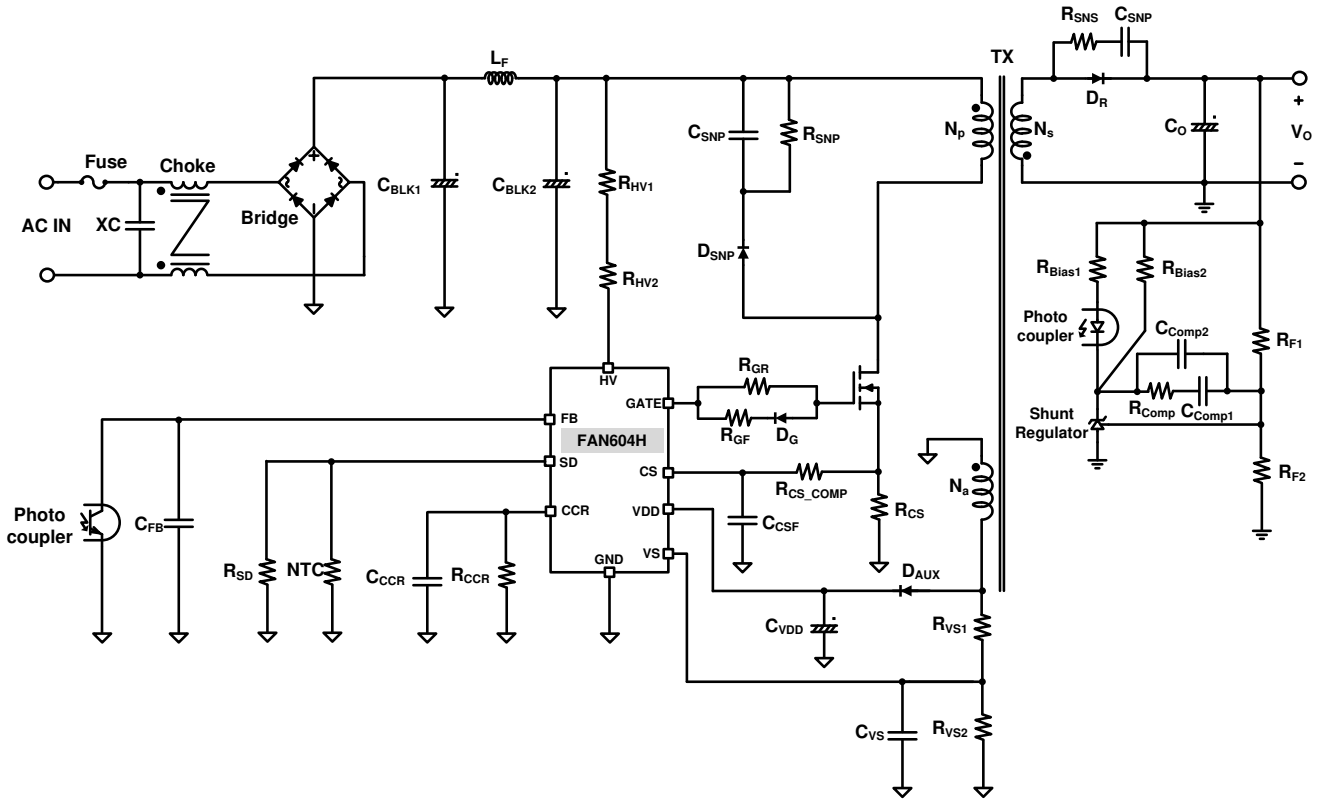 RSNS
CSNP
TX
LF
DR
+
Np
Ns
CO
VO
−
CSNP
RSNP
Fuse
Choke
+
CBLK1
CBLK2
RHV1
AC IN
XC
Bridge
−
DSNP
RHV2
RBias1
RBias2
Photo
coupler
CComp2
RF1
RComp
CComp1
Shunt
Regulator
RF2
HV
GATE
FB
FAN604H
SD
CS
CCR
VDD
VS
GND
RGR
RGF
DG
RCS_COMP
CCSF
RCS
Na
Photo
coupler
CFB
RSD
NTC
CCCR
RCCR
DAUX
CVDD
RVS1
CVS
RVS2